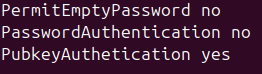 PermitEmptyPassword no
PasswordAuthentication no
PubkeyAuthetication yes